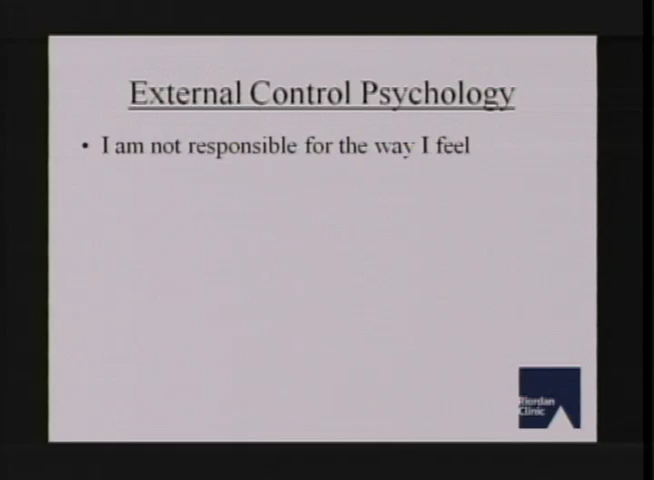 External Control Psychology
• I am not responsible for the way I feel
Riordan
Clinic